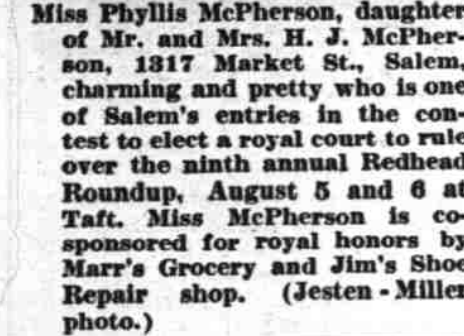 Miss Phyllis McPherson, daughter
of Mr. and Mrs. H. J. McPher-
son, 1317 Market St., Salem,
charming and pretty who is one
of Salem's entries in the con-
test to elect a royal court to rule
over the ninth annual Redhead
Roundup, August 5 and 6 at
Taft. Miss McPherson is co-
sponsored for royal honors by
Marr's Grocery and Jim's Shoe
Repair shop. (Jesten - Miller
photo.)